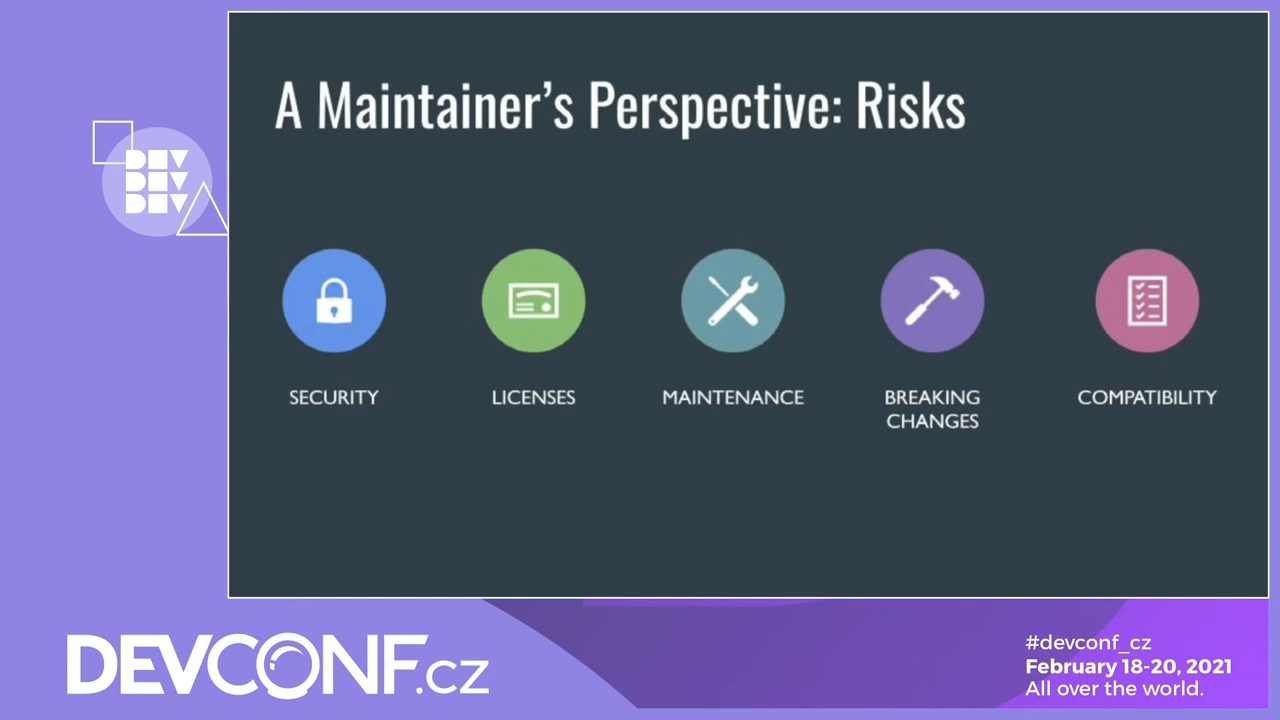 A Maintainer’s Perspective: Risks
DEV
DEV
DEV
SECURITY
LICENSES
MAINTENANCE
BREAKING
CHANGES
COMPATIBILITY
DEVCONF.cz
#devconf_cz
February 18-20, 2021
All over the world.